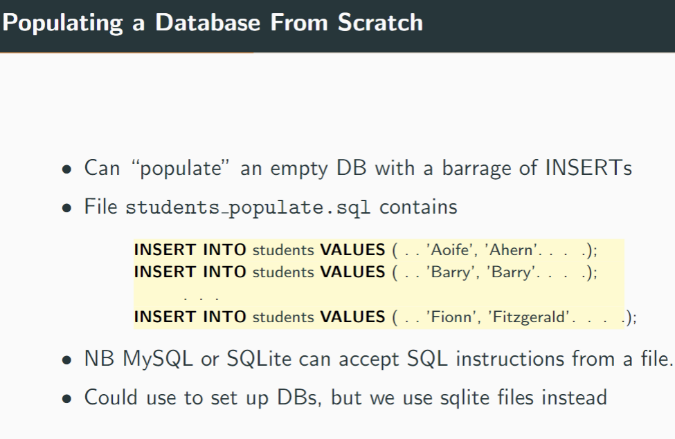 Populating a Database From Scratch
• Can “populate” an empty DB with a barrage of INSERTs
• File students_populate.sql contains
INSERT INTO students VALUES ( . . 'Aoife', 'Ahern'. . . .);
INSERT INTO students VALUES ( . . 'Barry', 'Barry'. . . .);
. . .
INSERT INTO students VALUES ( . . 'Fionn', 'Fitzgerald'. . . .);
• NB MySQL or SQLite can accept SQL instructions from a file.
• Could use to set up DBs, but we use sqlite files instead